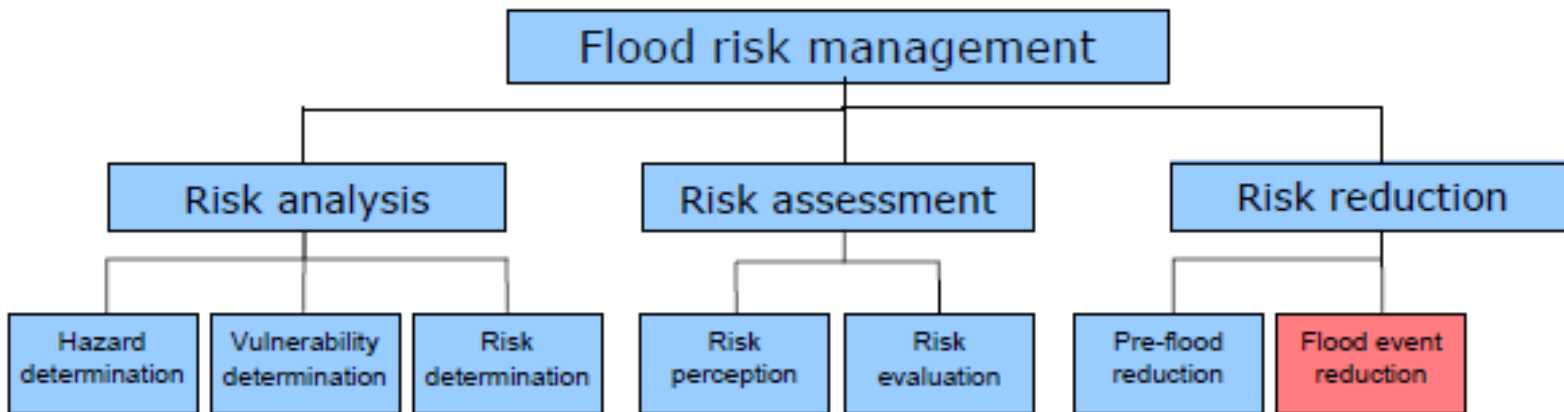 Flood risk management
Risk analysis
Risk assessment
Risk reduction
Hazard
determination
Vulnerability
determination
Risk
determination
Risk
perception
Risk
evaluation
Pre-flood
reduction
Flood event
reduction